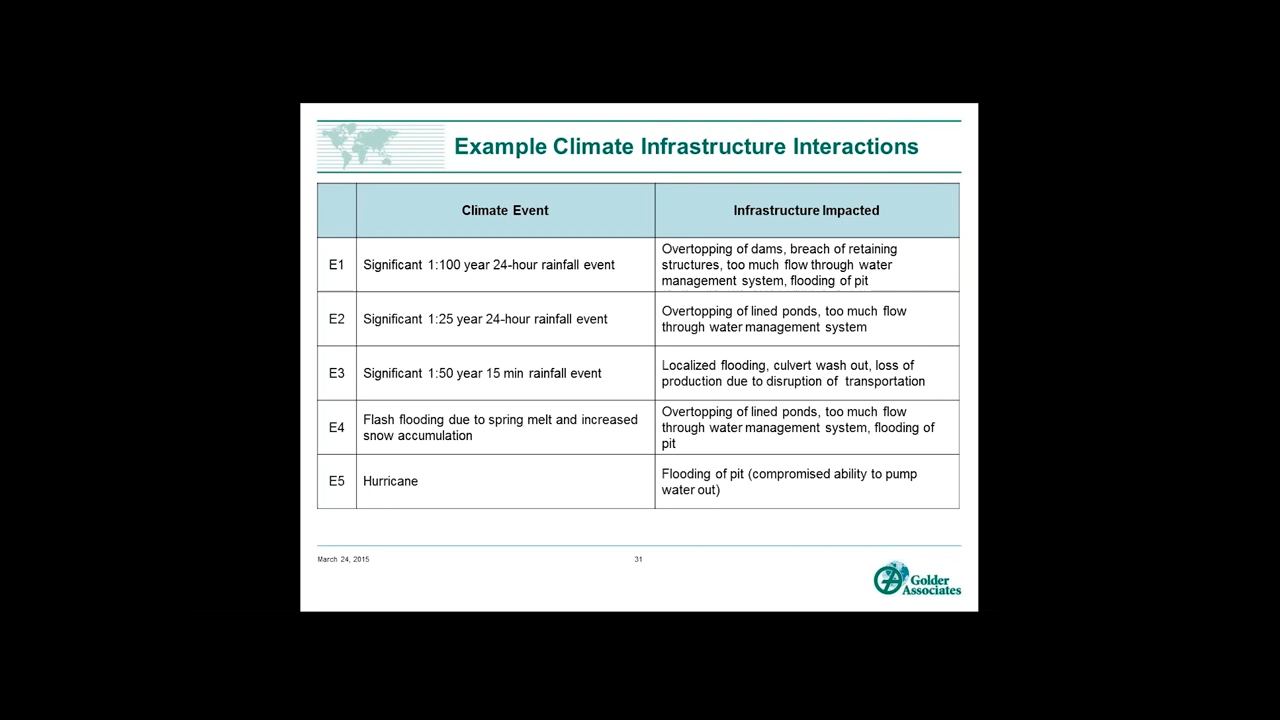 Example Climate Infrastructure Interactions
Climate Event
Infrastructure Impacted
E1
Significant 1:100 year 24-hour rainfall event
Overtopping of dams, breach of retaining
structures, too much flow through water
management system, flooding of pit
E2
Significant 1:25 year 24-hour rainfall event
Overtopping of lined ponds, too much flow
through water management system
E3
Significant 1:50 year 15 min rainfall event
Localized flooding, culvert wash out, loss of
production due to disruption of transportation
E4
Flash flooding due to spring melt and increased
snow accumulation
Overtopping of lined ponds, too much flow
through water management system, flooding of
pit
E5
Hurricane
Flooding of pit (compromised ability to pump
water out)
March 24, 2015
31
Golder
Associates